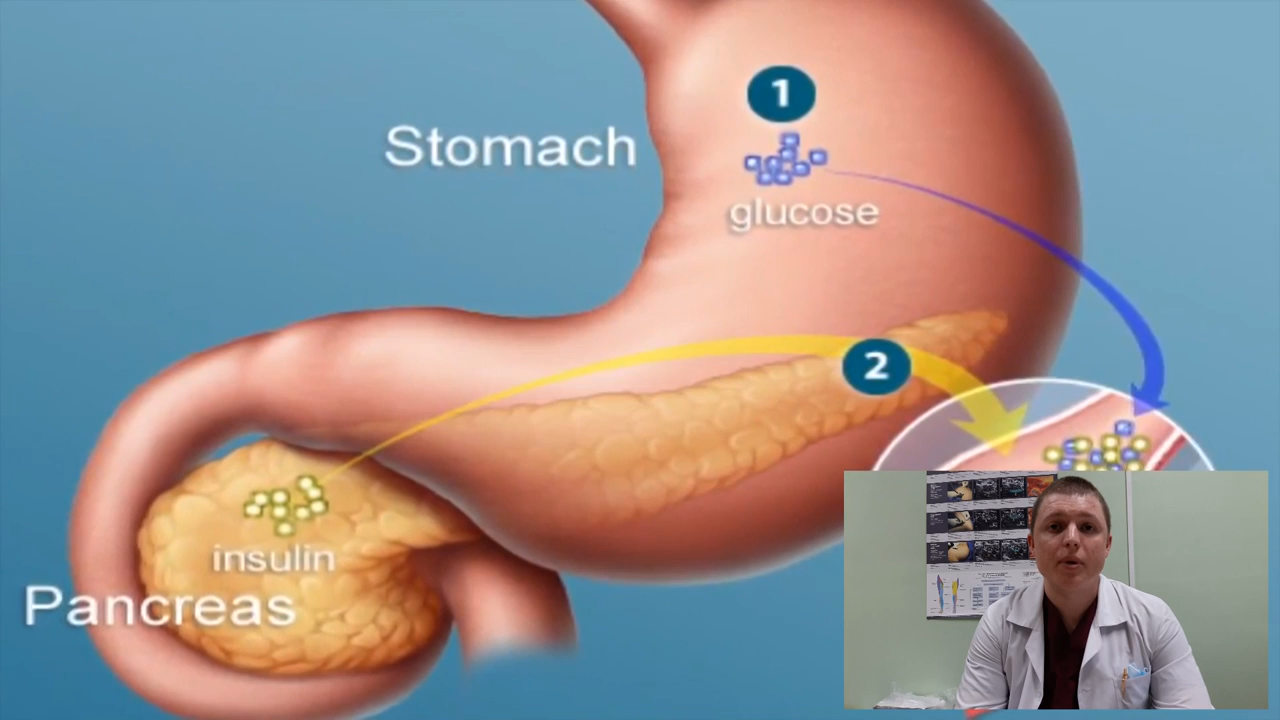 1
Stomach
glucose
2
insulin
Pancreas